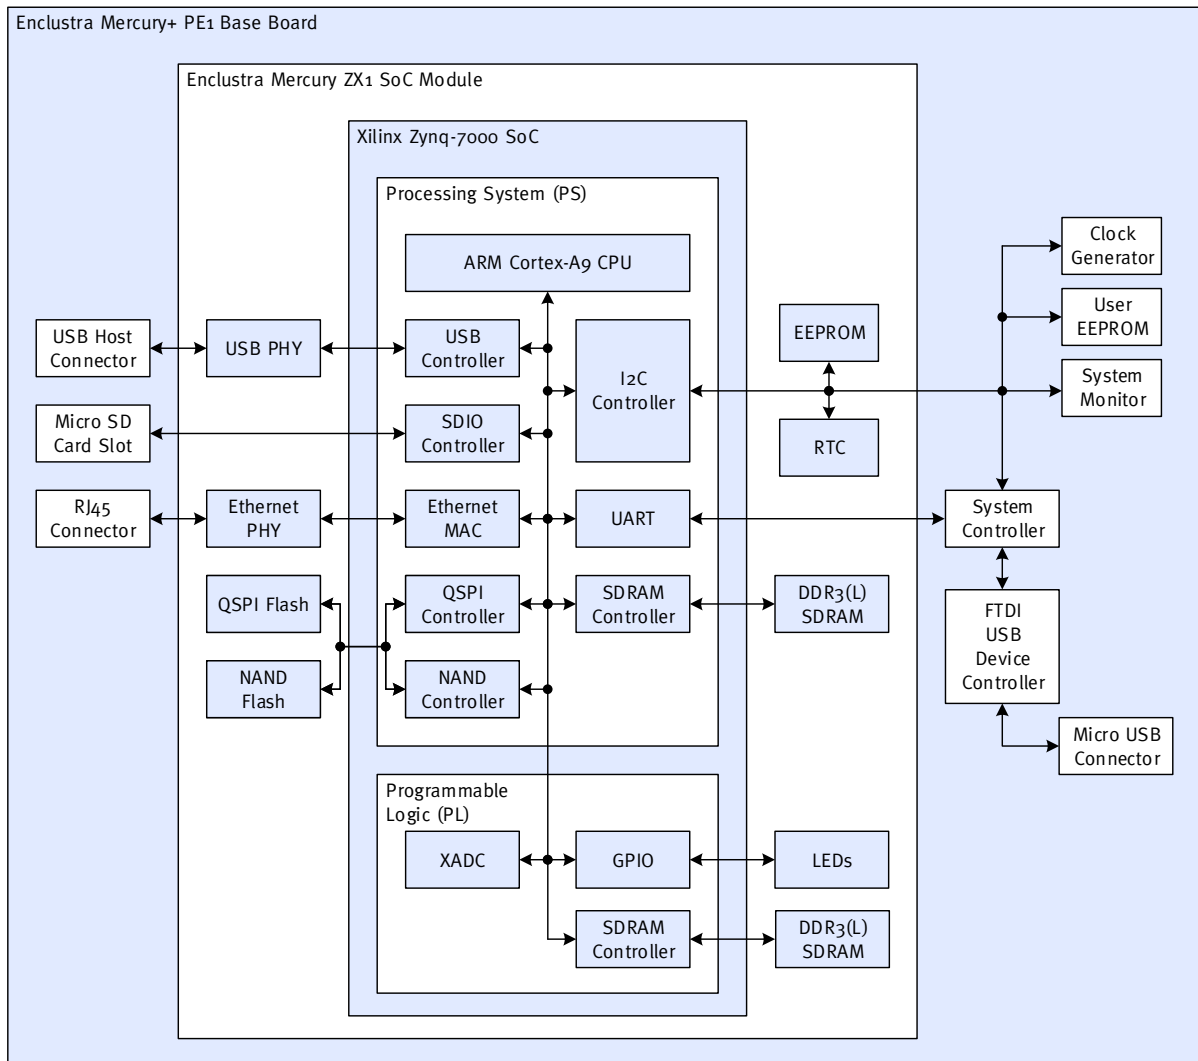 Enclustra Mercury+ PE1 Base Board
Enclustra Mercury ZX1 SoC Module
Xilinx Zynq-7000 SoC
Processing System (PS)
ARM Cortex-A9 CPU
USB Host
Connector
USB PHY
USB
Controller
I2C
Controller
EEPROM
RTC
Clock
Generator
User
EEPROM
System
Monitor
Micro SD
Card Slot
SDIO
Controller
RJ45
Connector
Ethernet
PHY
Ethernet
MAC
UART
System
Controller
QSPI Flash
QSPI
Controller
SDRAM
Controller
DDR3(L)
SDRAM
FTDI
USB
Device
Controller
NAND
Flash
NAND
Controller
Micro USB
Connector
Programmable
Logic (PL)
XADC
GPIO
LEDs
SDRAM
Controller
DDR3(L)
SDRAM